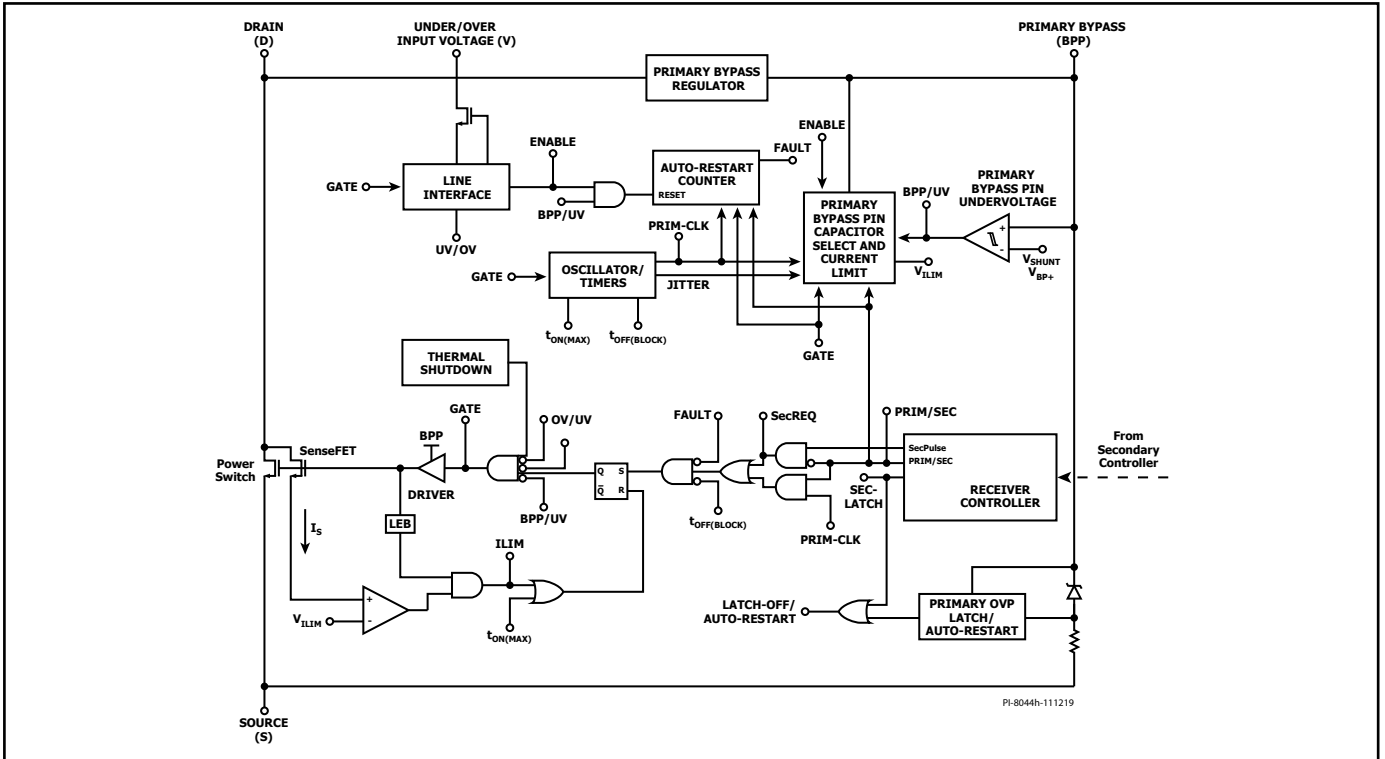 DRAIN
(D)
UNDER/OVER
INPUT VOLTAGE (V)
PRIMARY BYPASS
(BPP)
PRIMARY BYPASS
REGULATOR
ENABLE
ENABLE
FAULT
AUTO-RESTART
COUNTER
RESET
GATE
LINE
INTERFACE
BPP/UV
UV/OV
PRIMARY
BYPASS PIN
CAPACITOR
SELECT AND
CURRENT
LIMIT
BPP/UV
PRIMARY
BYPASS PIN
UNDERVOLTAGE
+
-
V_SHUNT
V_BP+
V_ILIM
PRIM-CLK
GATE
OSCILLATOR/
TIMERS
JITTER
t_ON(MAX)
t_OFF(BLOCK)
GATE
THERMAL
SHUTDOWN
GATE
OV/UV
FAULT
SecREQ
PRIM/SEC
From
Secondary
Controller
Power
Switch
SenseFET
BPP
DRIVER
BPP/UV
Q
S
Q̅
R
t_OFF(BLOCK)
PRIM-CLK
SecPulse
PRIM/SEC
SEC-
LATCH
RECEIVER
CONTROLLER
I_S
LEB
ILIM
V_ILIM
+
-
t_ON(MAX)
LATCH-OFF/
AUTO-RESTART
PRIMARY OVP
LATCH/
AUTO-RESTART
SOURCE
(S)
PI-8044h-111219